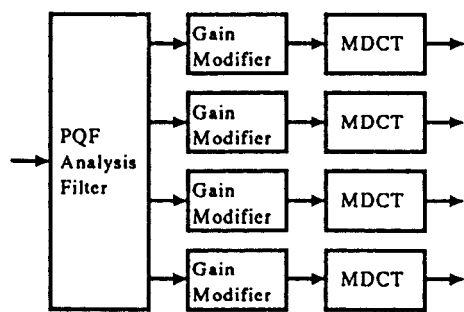 Gain
Modifier
MDCT
Gain
Modifier
MDCT
PQF
Analysis
Filter
Gain
Modifier
MDCT
Gain
Modifier
MDCT